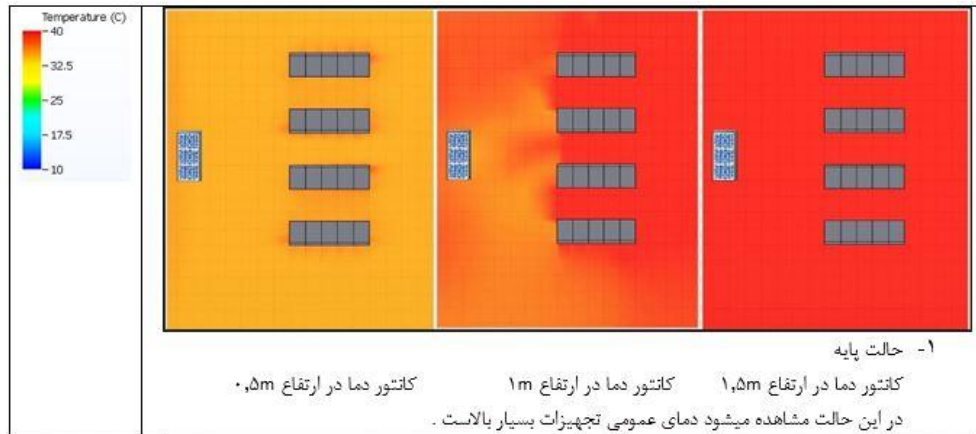 Temperature (C)
40
32.5
25
17.5
10
۱- حالت پایه
کانتور دما در ارتفاع ۱,۵m کانتور دما در ارتفاع ۱m کانتور دما در ارتفاع ۰,۵m
در این حالت مشاهده میشود دمای عمومی تجهیزات بسیار بالاست .